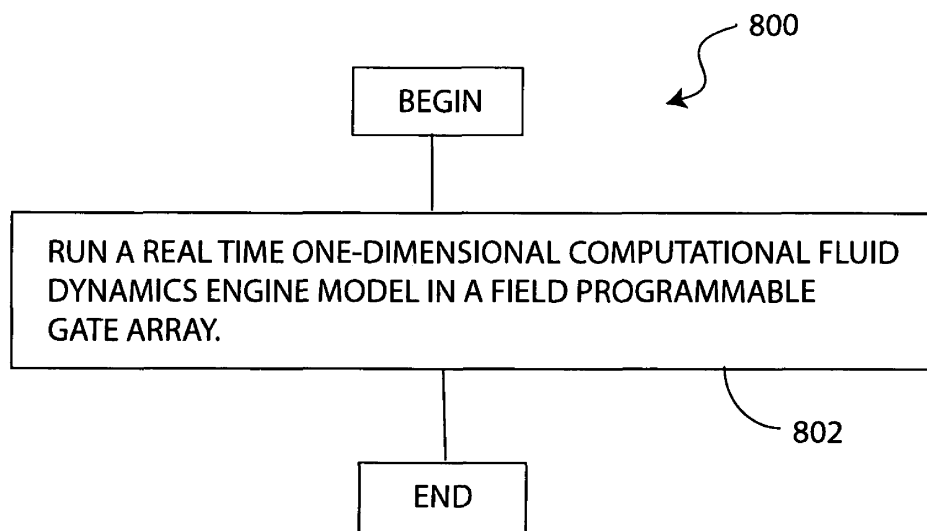 800
BEGIN
RUN A REAL TIME ONE-DIMENSIONAL COMPUTATIONAL FLUID
DYNAMICS ENGINE MODEL IN A FIELD PROGRAMMABLE
GATE ARRAY.
802
END